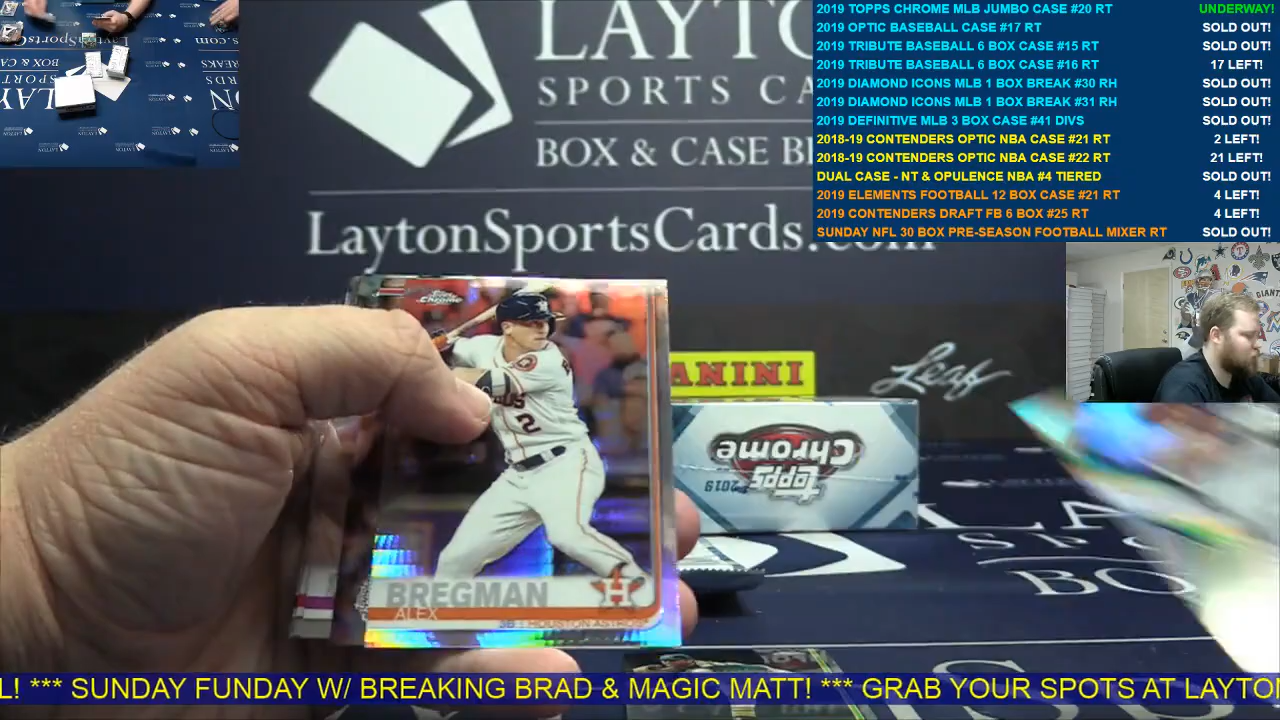 2019 TOPPS CHROME MLB JUMBO CASE #20 RT UNDERWAY!
2019 OPTIC BASEBALL CASE #17 RT SOLD OUT!
2019 TRIBUTE BASEBALL 6 BOX CASE #15 RT SOLD OUT!
2019 TRIBUTE BASEBALL 6 BOX CASE #16 RT 17 LEFT!
2019 DIAMOND ICONS MLB 1 BOX BREAK #30 RH SOLD OUT!
2019 DIAMOND ICONS MLB 1 BOX BREAK #31 RH SOLD OUT!
2019 DEFINITIVE MLB 3 BOX CASE #41 DIVS SOLD OUT!
2018-19 CONTENDERS OPTIC NBA CASE #21 RT 2 LEFT!
2018-19 CONTENDERS OPTIC NBA CASE #22 RT 21 LEFT!
DUAL CASE - NT & OPULENCE NBA #4 TIERED SOLD OUT!
2019 ELEMENTS FOOTBALL 12 BOX CASE #21 RT 4 LEFT!
2019 CONTENDERS DRAFT FB 6 BOX #25 RT 4 LEFT!
SUNDAY NFL 30 BOX PRE-SEASON FOOTBALL MIXER RT SOLD OUT!
LAYTO
SPORTS CA
BOX & CASE B
LaytonSportsCards.com
PANINI
Leaf
Topps Chrome
2
BREGMAN
ALEX
3B | HOUSTON ASTROS
2019 Topps Chrome
LA
SPO
BO
L! *** SUNDAY FUNDAY W/ BREAKING BRAD & MAGIC MATT! *** GRAB YOUR SPOTS AT LAYTON